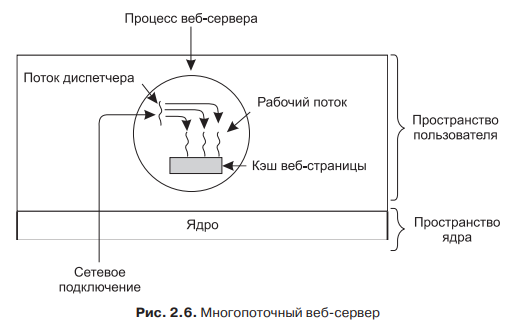 Процесс веб-сервера
Поток диспетчера
Рабочий поток
Пространство
пользователя
Кэш веб-страницы
Ядро
Пространство
ядра
Сетевое
подключение
Рис. 2.6. Многопоточный веб-сервер